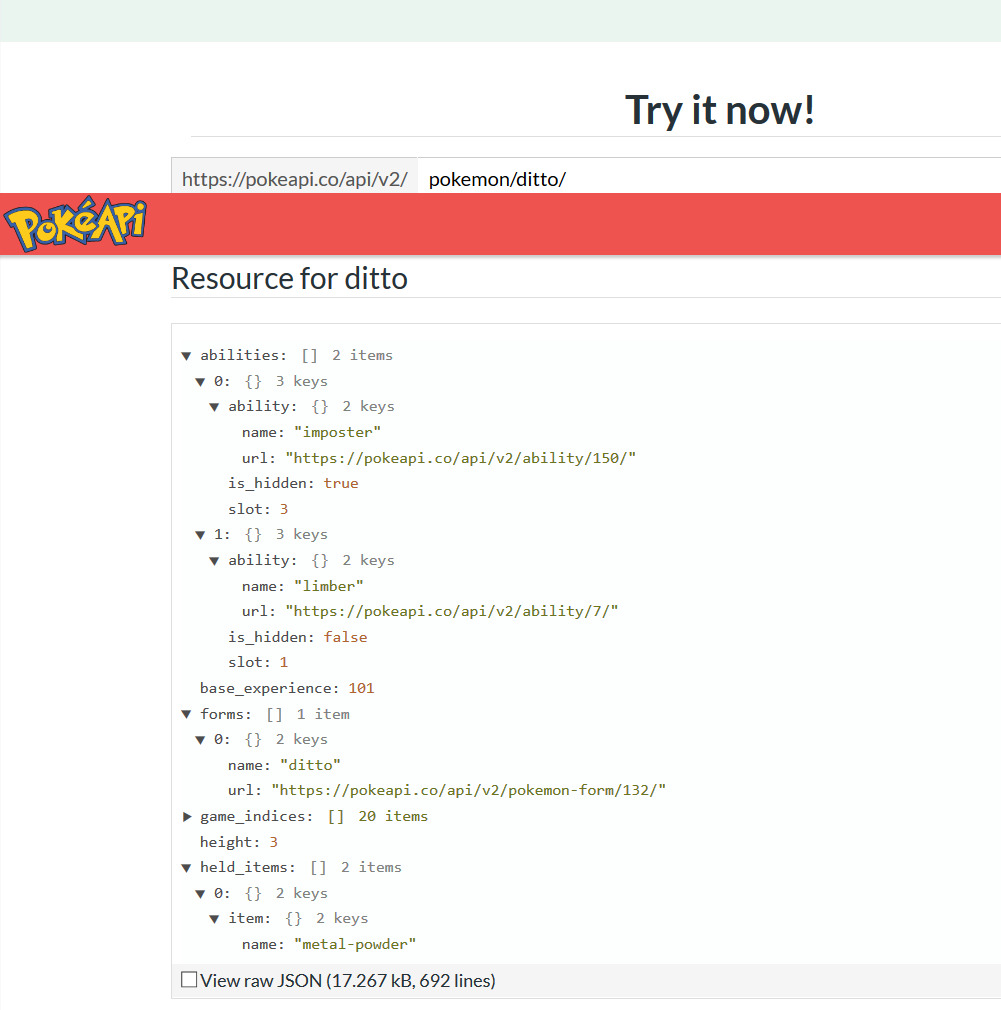 Try it now!
https://pokeapi.co/api/v2/ pokemon/ditto/
PokéAPi
Resource for ditto
▼ abilities: [] 2 items
▼ 0: {} 3 keys
▼ ability: {} 2 keys
name: "imposter"
url: "https://pokeapi.co/api/v2/ability/150/"
is_hidden: true
slot: 3
▼ 1: {} 3 keys
▼ ability: {} 2 keys
name: "limber"
url: "https://pokeapi.co/api/v2/ability/7/"
is_hidden: false
slot: 1
base_experience: 101
▼ forms: [] 1 item
▼ 0: {} 2 keys
name: "ditto"
url: "https://pokeapi.co/api/v2/pokemon-form/132/"
▶ game_indices: [] 20 items
height: 3
▼ held_items: [] 2 items
▼ 0: {} 2 keys
▼ item: {} 2 keys
name: "metal-powder"
View raw JSON (17.267 kB, 692 lines)